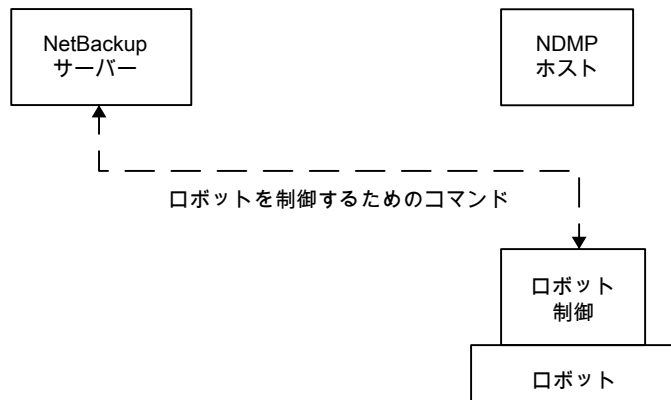 NetBackup
サーバー
NDMP
ホスト
ロボットを制御するためのコマンド
ロボット
制御
ロボット